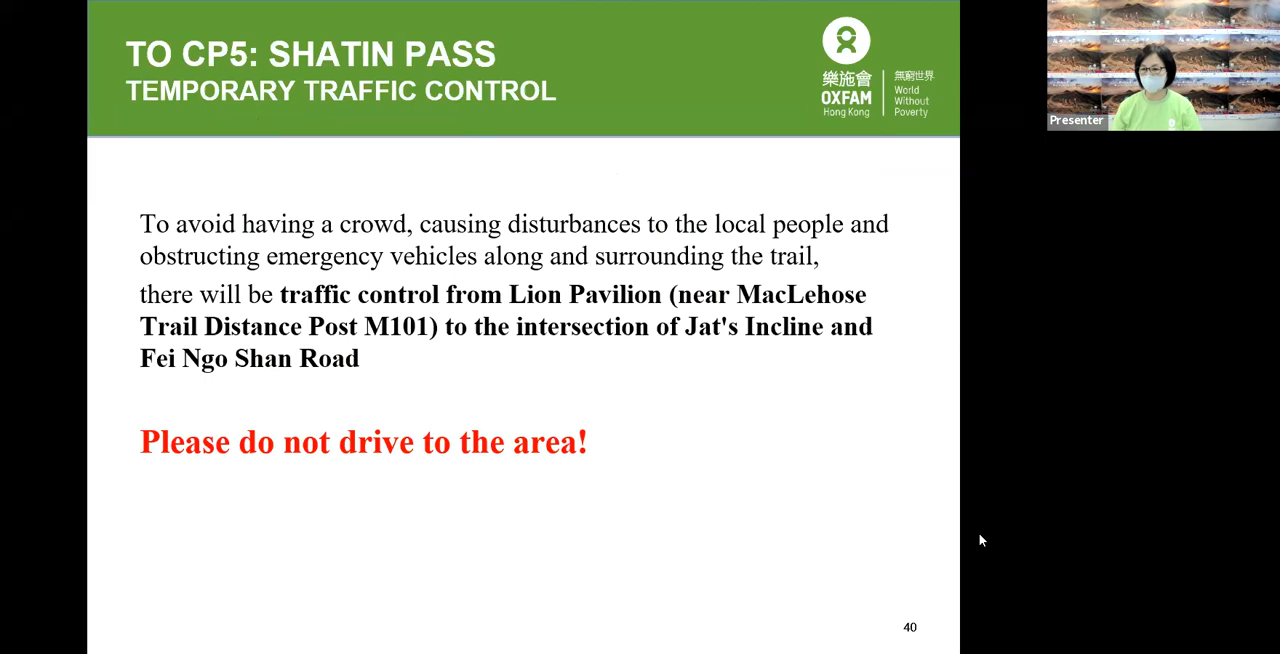 TO CP5: SHATIN PASS
TEMPORARY TRAFFIC CONTROL
樂施會
OXFAM
Hong Kong
無窮世界
World
Without
Poverty
Presenter
To avoid having a crowd, causing disturbances to the local people and
obstructing emergency vehicles along and surrounding the trail,
there will be traffic control from Lion Pavilion (near MacLehose
Trail Distance Post M101) to the intersection of Jat's Incline and
Fei Ngo Shan Road
Please do not drive to the area!
40